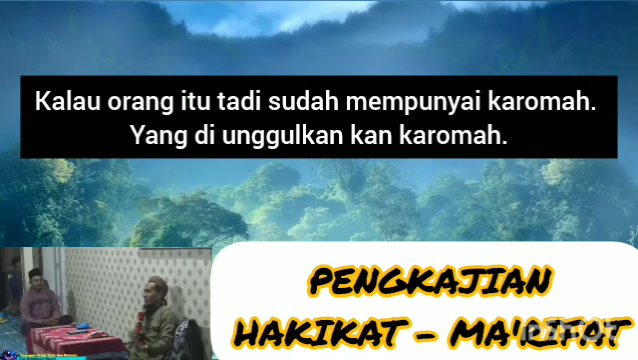 Kalau orang itu tadi sudah mempunyai karomah.
Yang di unggulkan kan karomah.
PENGKAJIAN
HAKIKAT - MA'RIFAT